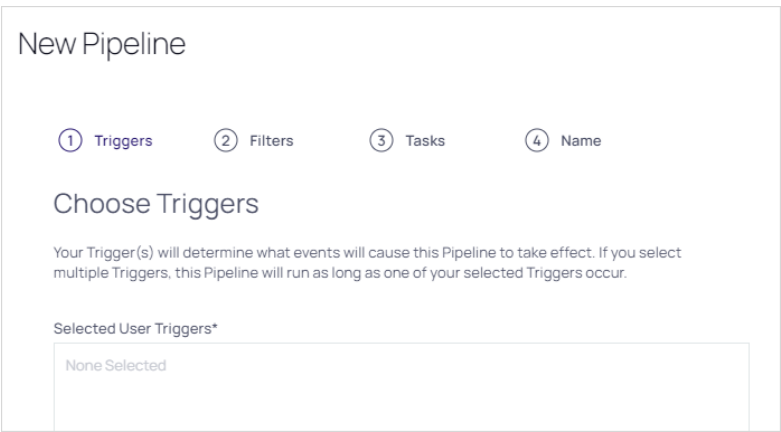 New Pipeline
1 Triggers 2 Filters 3 Tasks 4 Name
Choose Triggers
Your Trigger(s) will determine what events will cause this Pipeline to take effect. If you select
multiple Triggers, this Pipeline will run as long as one of your selected Triggers occur.
Selected User Triggers*
None Selected